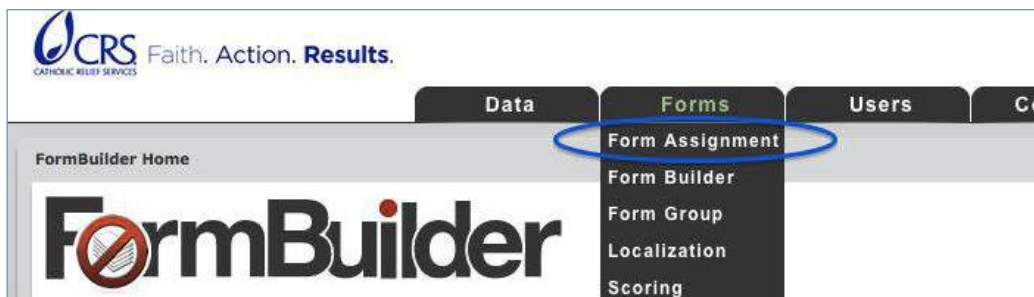 CRS Faith. Action. Results.
CATHOLIC RELIEF SERVICES
Data Forms Users
Form Assignment
FormBuilder Home
Form Builder
Form Group
FormBuilder
Localization
Scoring